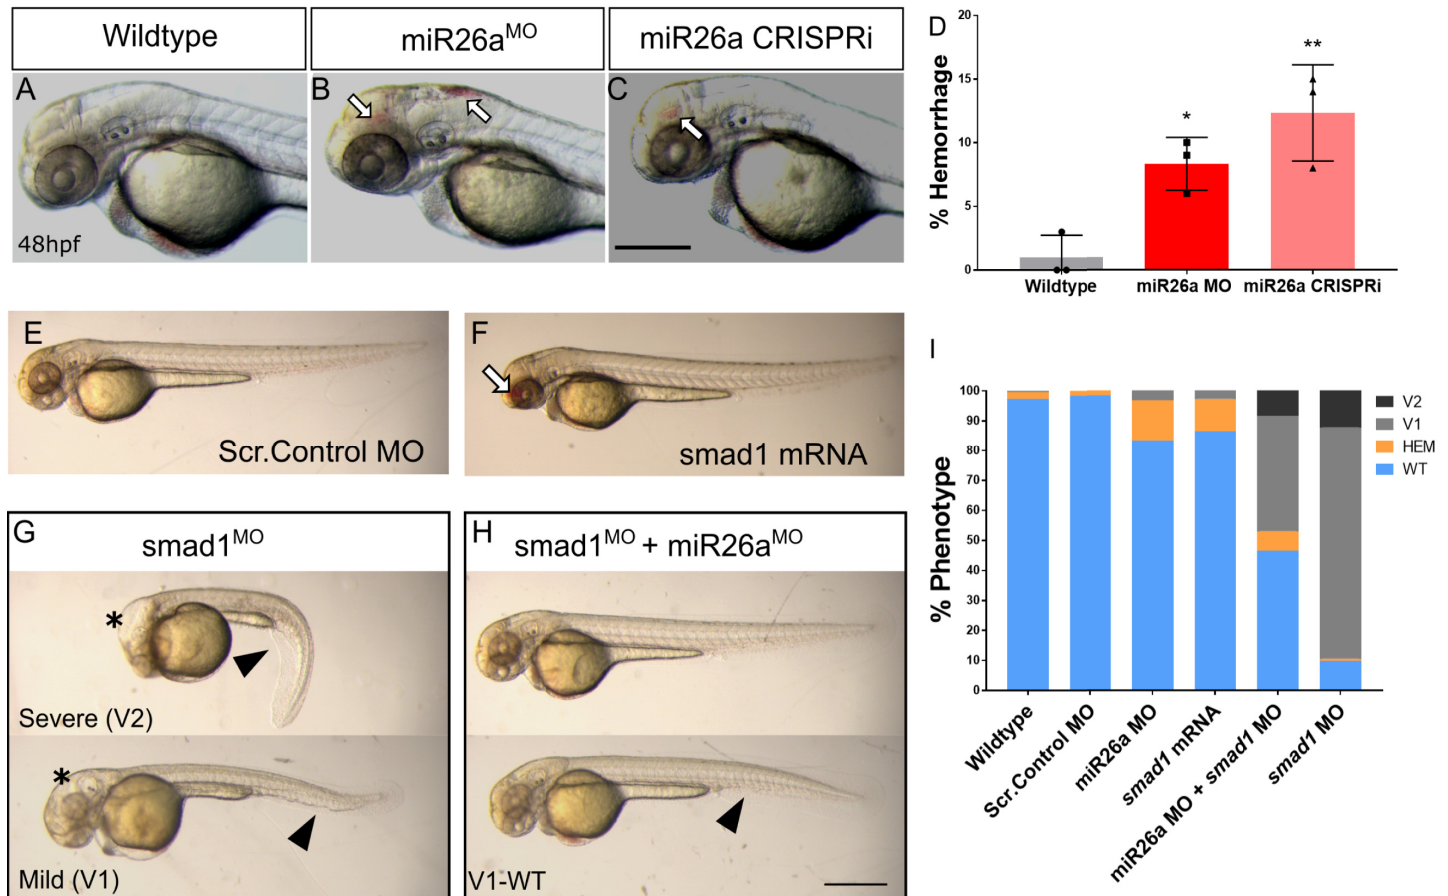 Wildtype
miR26a^MO
miR26a CRISPRi
A
B
C
48hpf
D
% Hemorrhage
20
15
10
5
0
*
**
Wildtype
miR26a MO
miR26a CRISPRi
E
Scr.Control MO
F
smad1 mRNA
G
smad1^MO
*
Severe (V2)
*
Mild (V1)
H
smad1^MO + miR26a^MO
V1-WT
I
% Phenotype
100
90
80
70
60
50
40
30
20
10
0
V2
V1
HEM
WT
Wildtype
Scr.Control MO
miR26a MO
smad1 mRNA
miR26a MO + smad1 MO
smad1 MO